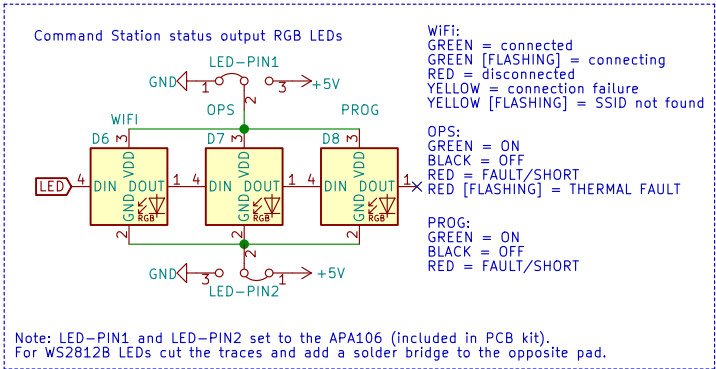 Command Station status output RGB LEDs
LED-PIN1
GND
1
3
+5V
2
WIFI
OPS
PROG
D6
3
D7
3
D8
3
LED
4
DIN
VDD
DOUT
GND
RGB
1
4
DIN
VDD
DOUT
GND
RGB
1
4
DIN
VDD
DOUT
GND
RGB
1
2
2
2
2
GND
3
1
+5V
LED-PIN2
WiFi:
GREEN = connected
GREEN [FLASHING] = connecting
RED = disconnected
YELLOW = connection failure
YELLOW [FLASHING] = SSID not found
OPS:
GREEN = ON
BLACK = OFF
RED = FAULT/SHORT
RED [FLASHING] = THERMAL FAULT
PROG:
GREEN = ON
BLACK = OFF
RED = FAULT/SHORT
Note: LED-PIN1 and LED-PIN2 set to the APA106 (included in PCB kit).
For WS2812B LEDs cut the traces and add a solder bridge to the opposite pad.